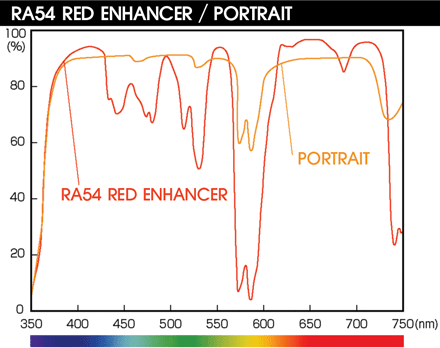 RA54 RED ENHANCER / PORTRAIT
100
(%)
80
60
40
20
0
PORTRAIT
RA54 RED ENHANCER
350 400 450 500 550 600 650 700 750(nm)